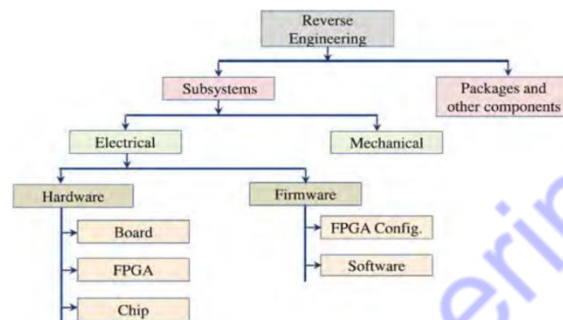 Reverse
Engineering
Subsystems
Packages and
other components
Electrical
Mechanical
Hardware
Firmware
Board
FPGA Config.
FPGA
Software
Chip